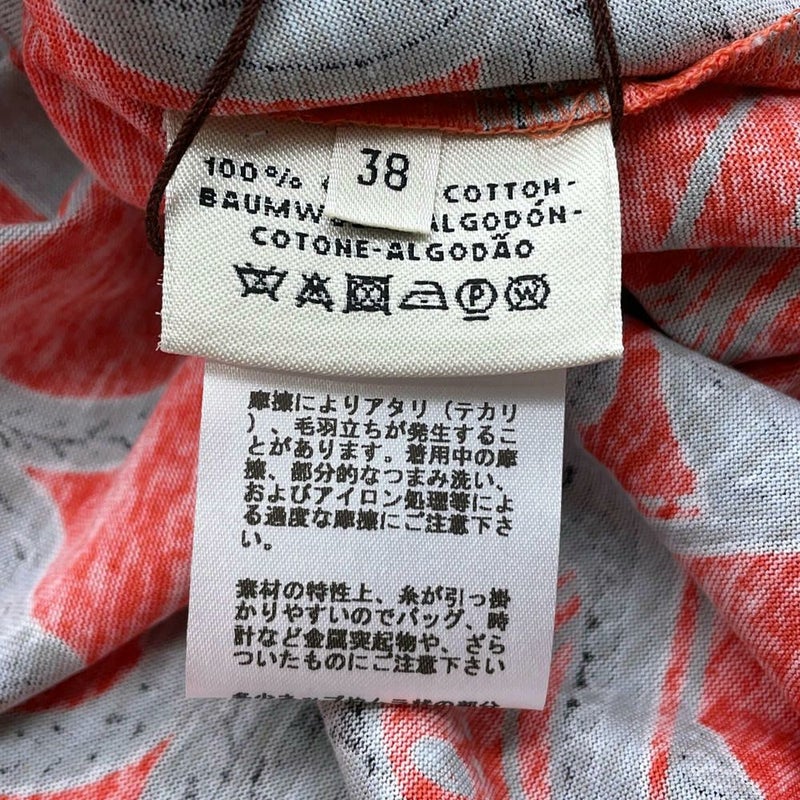 38
100% COTTON-
ALGODÓN-
COTONE-ALGODÃO
P
W
摩擦によりアタリ（テカリ
）、毛羽立ちが発生するこ
とがあります。着用中の摩
擦、部分的なつまみ洗い、
およびアイロン処理等によ
る過度な摩擦にご注意下さ
い。
素材の特性上、糸が引っ掛
かりやすいのでバッグ、時
計など金属突起物や、ざら
ついたものにご注意下さい